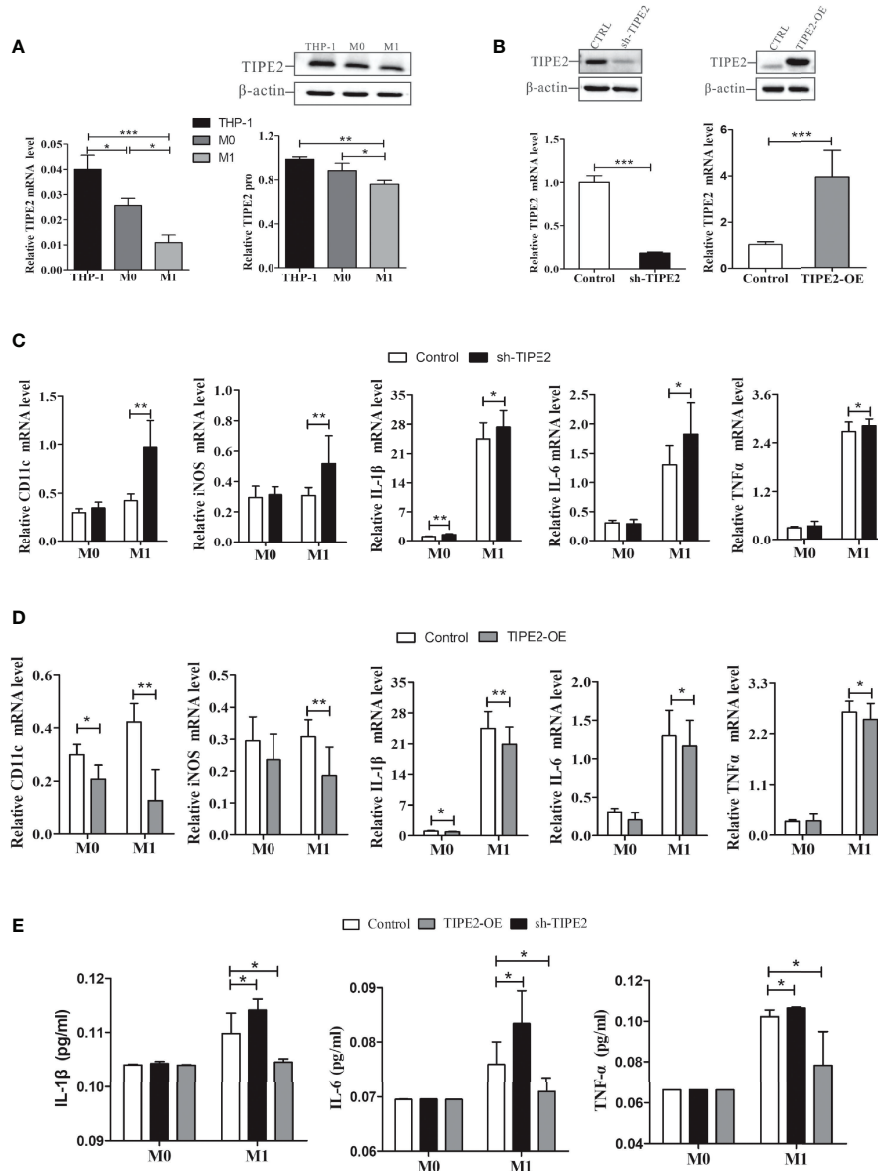 A
THP-1 M0 M1
TIPE2
β-actin
THP-1
M0
M1
Relative TIPE2 mRNA level
0.05
0.04
0.03
0.02
0.01
0.00
***
* *
THP-1 M0 M1
Relative TIPE2 pro
1.2
0.9
0.6
0.3
0.0
**
*
THP-1 M0 M1
B
CTRL sh-TIPE2
TIPE2
β-actin
CTRL TIPE2-OE
TIPE2
β-actin
Relative TIPE2 mRNA level
1.5
1.0
0.5
0.0
***
Control sh-TIPE2
Relative TIPE2 mRNA level
6
4
2
0
***
Control TIPE2-OE
C
Control sh-TIPE2
Relative CD11c mRNA level
1.5
1.2
0.9
0.6
0.3
0.0
**
M0 M1
Relative iNOS mRNA level
1.0
0.8
0.6
0.4
0.2
0.0
**
M0 M1
Relative IL-1β mRNA level
35
28
21
14
7
0
**
*
M0 M1
Relative IL-6 mRNA level
2.5
2.0
1.5
1.0
0.5
0.0
*
M0 M1
Relative TNFα mRNA level
3.6
2.4
1.2
0.0
*
M0 M1
D
Control TIPE2-OE
Relative CD11c mRNA level
0.6
0.4
0.2
0.0
*
**
M0 M1
Relative iNOS mRNA level
0.5
0.4
0.3
0.2
0.1
0.0
**
M0 M1
Relative IL-1β mRNA level
35
28
21
14
7
0
*
**
M0 M1
Relative IL-6 mRNA level
2.0
1.5
1.0
0.5
0.0
*
M0 M1
Relative TNFα mRNA level
3.3
2.2
1.1
0.0
*
M0 M1
E
Control TIPE2-OE sh-TIPE2
IL-1β (pg/ml)
0.12
0.11
0.10
0.09
*
*
M0 M1
IL-6 (pg/ml)
0.09
0.08
0.07
0.06
*
*
M0 M1
TNF-α (pg/ml)
0.12
0.10
0.08
0.06
0.04
*
*
M0 M1